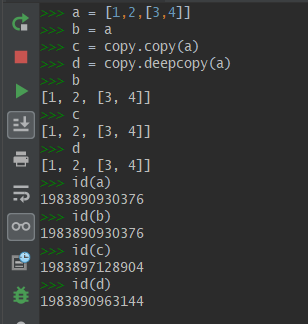 >>> a = [1,2,[3,4]]
>>> b = a
>>> c = copy.copy(a)
>>> d = copy.deepcopy(a)
>>> b
[1, 2, [3, 4]]
>>> c
[1, 2, [3, 4]]
>>> d
[1, 2, [3, 4]]
>>> id(a)
1983890930376
>>> id(b)
1983890930376
>>> id(c)
1983897128904
>>> id(d)
1983890963144